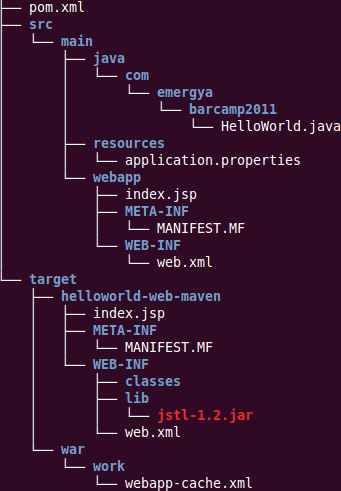 pom.xml
src
main
java
com
emergya
barcamp2011
HelloWorld.java
resources
application.properties
webapp
index.jsp
META-INF
MANIFEST.MF
WEB-INF
web.xml
target
helloworld-web-maven
index.jsp
META-INF
MANIFEST.MF
WEB-INF
classes
lib
jstl-1.2.jar
web.xml
war
work
webapp-cache.xml